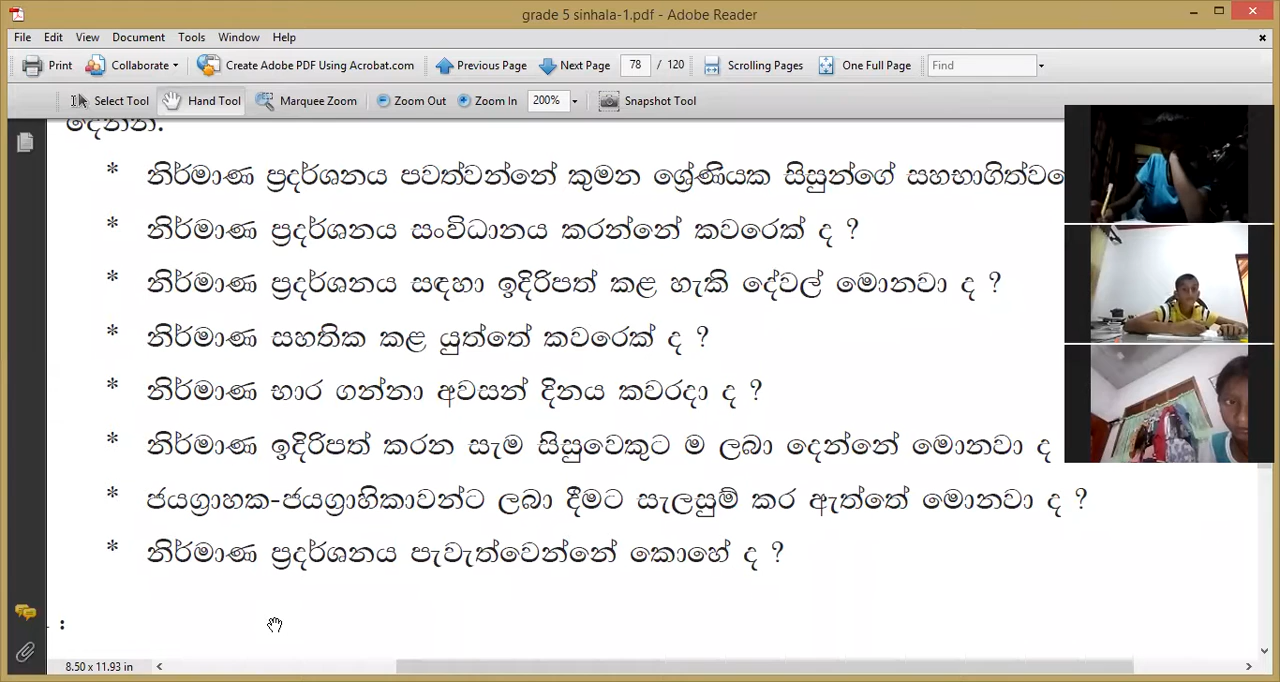 grade 5 sinhala-1.pdf - Adobe Reader
File Edit View Document Tools Window Help
Print Collaborate Create Adobe PDF Using Acrobat.com Previous Page Next Page 78 / 120 Scrolling Pages One Full Page Find
Select Tool Hand Tool Marquee Zoom Zoom Out Zoom In 200% Snapshot Tool
දෙන්න.
* නිර්මාණ ප්‍රදර්ශනය පවත්වන්නේ කුමන ශ්‍රේණියක සිසුන්ගේ
* නිර්මාණ ප්‍රදර්ශනය සංවිධානය කරන්නේ කවරෙක් ද ?
* නිර්මාණ ප්‍රදර්ශනය සඳහා ඉදිරිපත් කළ හැකි දේවල් මොනවා ද ?
* නිර්මාණ සහතික කළ යුත්තේ කවරෙක් ද ?
* නිර්මාණ භාර ගන්නා අවසන් දිනය කවරදා ද ?
* නිර්මාණ ඉදිරිපත් කරන සැම සිසුවෙකුට ම ලබා දෙන්නේ මොනවා ද
* ජයග්‍රාහක-ජයග්‍රාහිකාවන්ට ලබා දීමට සැලසුම් කර ඇත්තේ මොනවා ද ?
* නිර්මාණ ප්‍රදර්ශනය පැවැත්වෙන්නේ කොහේ ද ?
:
8.50 x 11.93 in